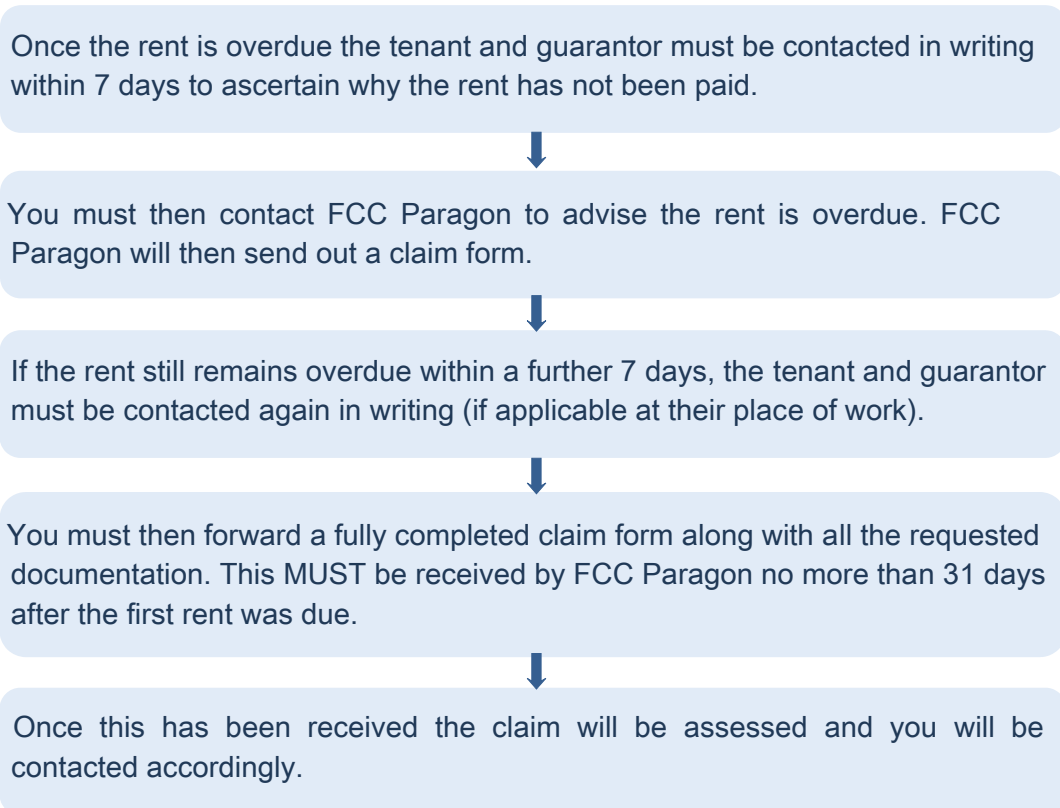 Once the rent is overdue the tenant and guarantor must be contacted in writing
within 7 days to ascertain why the rent has not been paid.
You must then contact FCC Paragon to advise the rent is overdue. FCC
Paragon will then send out a claim form.
If the rent still remains overdue within a further 7 days, the tenant and guarantor
must be contacted again in writing (if applicable at their place of work).
You must then forward a fully completed claim form along with all the requested
documentation. This MUST be received by FCC Paragon no more than 31 days
after the first rent was due.
Once this has been received the claim will be assessed and you will be
contacted accordingly.